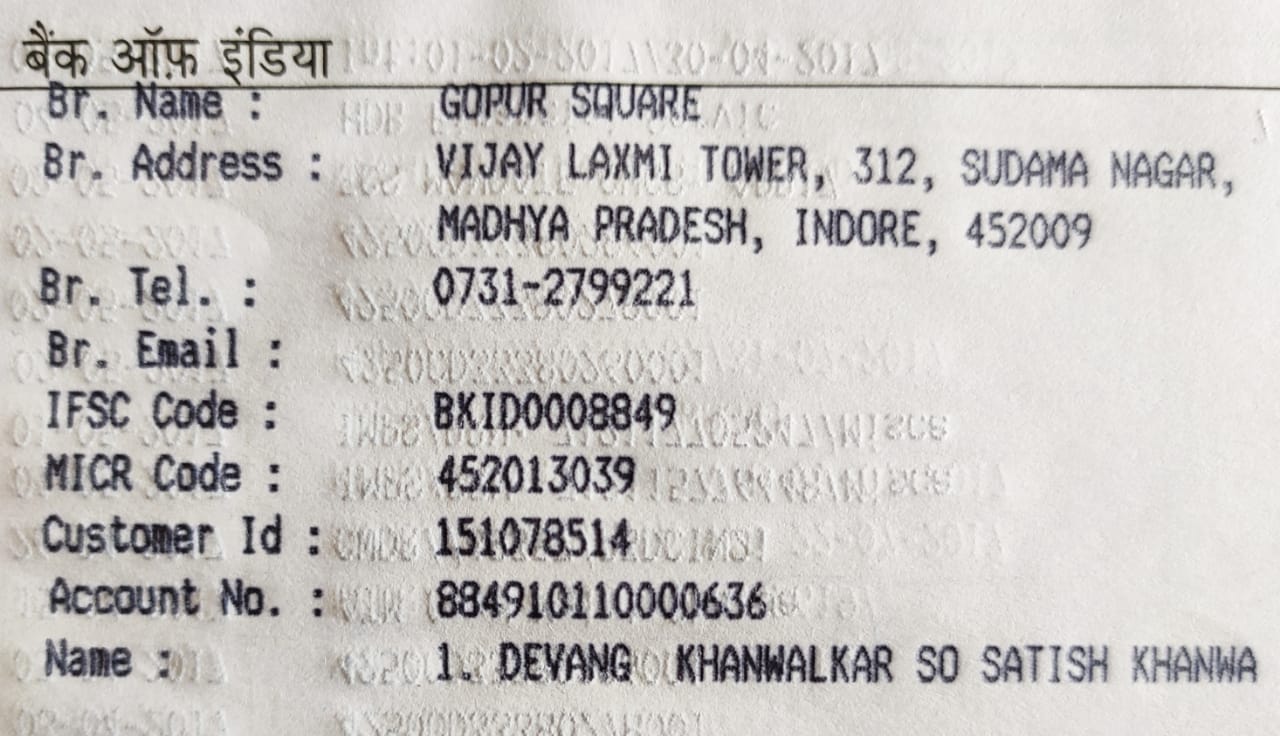 बैंक ऑफ़ इंडिया
Br. Name : GOPUR SQUARE
Br. Address : VIJAY LAXMI TOWER, 312, SUDAMA NAGAR,
MADHYA PRADESH, INDORE, 452009
Br. Tel. : 0731-2799221
Br. Email :
IFSC Code : BKID0008849
MICR Code : 452013039
Customer Id : 151078514
Account No. : 884910110000636
Name : 1. DEVANG KHANWALKAR SO SATISH KHANWA